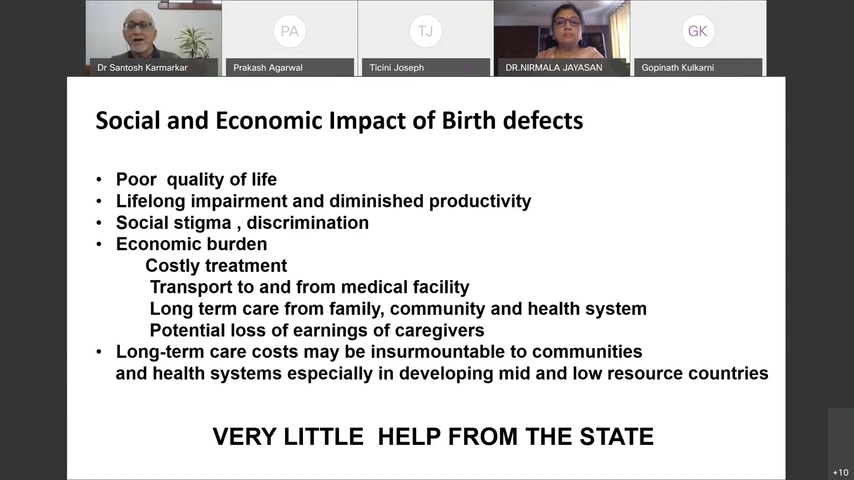 PA
TJ
GK
Dr Santosh Karmarkar
Prakash Agarwal
Ticini Joseph
DR.NIRMALA JAYASAN
Gopinath Kulkarni
Social and Economic Impact of Birth defects
• Poor quality of life
• Lifelong impairment and diminished productivity
• Social stigma , discrimination
• Economic burden
Costly treatment
Transport to and from medical facility
Long term care from family, community and health system
Potential loss of earnings of caregivers
• Long-term care costs may be insurmountable to communities
and health systems especially in developing mid and low resource countries
VERY LITTLE HELP FROM THE STATE
+10